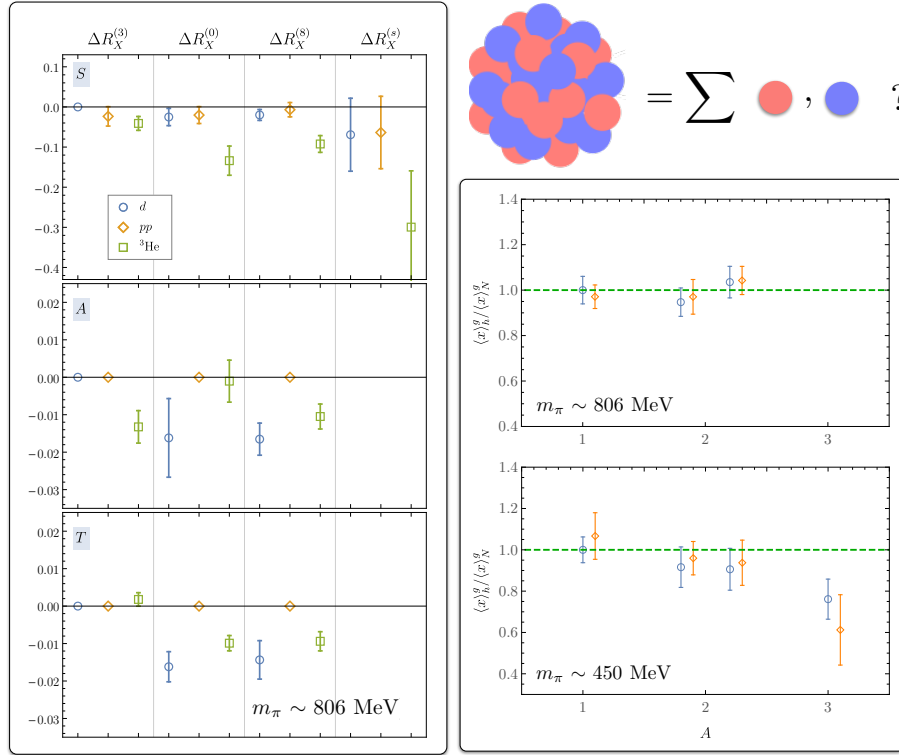 ΔR_X^(3) ΔR_X^(0) ΔR_X^(8) ΔR_X^(s)
S
0.1
0.0
−0.1
−0.2
−0.3
−0.4
d
pp
³He
A
0.02
0.01
0.00
−0.01
−0.02
−0.03
T
0.02
0.01
0.00
−0.01
−0.02
−0.03
m_π ∼ 806 MeV
= ∑ , ?
⟨x⟩_h^g/⟨x⟩_N^g
1.4
1.2
1.0
0.8
0.6
0.4
m_π ∼ 806 MeV
1 2 3
⟨x⟩_h^g/⟨x⟩_N^g
1.4
1.2
1.0
0.8
0.6
0.4
m_π ∼ 450 MeV
1 2 3
A